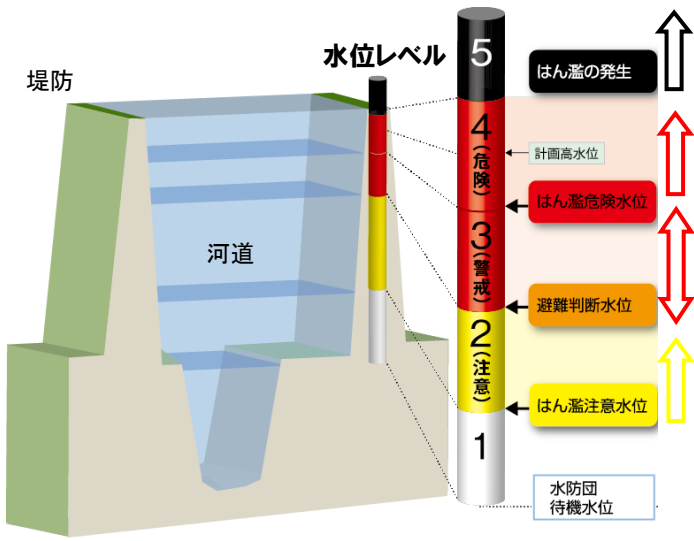 水位レベル
堤防
河道
5
はん濫の発生
4
(危険)
計画高水位
はん濫危険水位
3
(警戒)
避難判断水位
2
(注意)
はん濫注意水位
1
水防団
待機水位